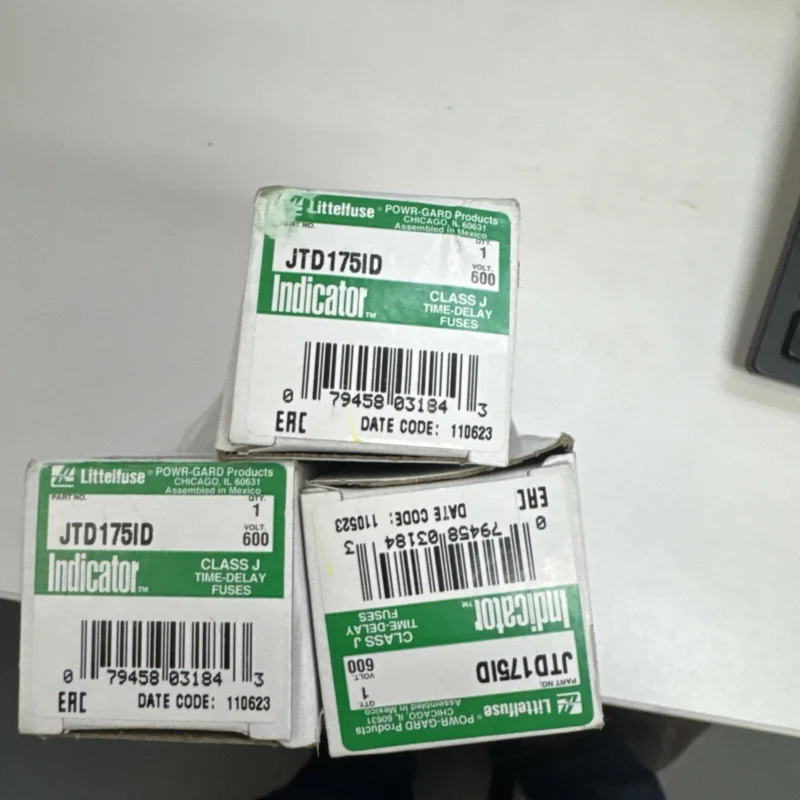 Littelfuse® POWR-GARD Products
CHICAGO, IL 60631
Assembled in Mexico
PART NO.
QTY.
1
JTD175ID
VOLT.
600
Indicator™
CLASS J
TIME-DELAY
FUSES
0 79458 03184 3
EAC DATE CODE: 110623
Littelfuse® POWR-GARD Products
CHICAGO, IL 60631
Assembled in Mexico
PART NO.
QTY.
1
JTD175ID
VOLT.
600
Indicator™
CLASS J
TIME-DELAY
FUSES
0 79458 03184 3
EAC DATE CODE: 110623
Littelfuse® POWR-GARD Products
CHICAGO, IL 60631
Assembled in Mexico
PART NO.
QTY.
1
JTD175ID
VOLT.
600
Indicator™
CLASS J
TIME-DELAY
FUSES
0 79458 03184 3
EAC DATE CODE: 110523